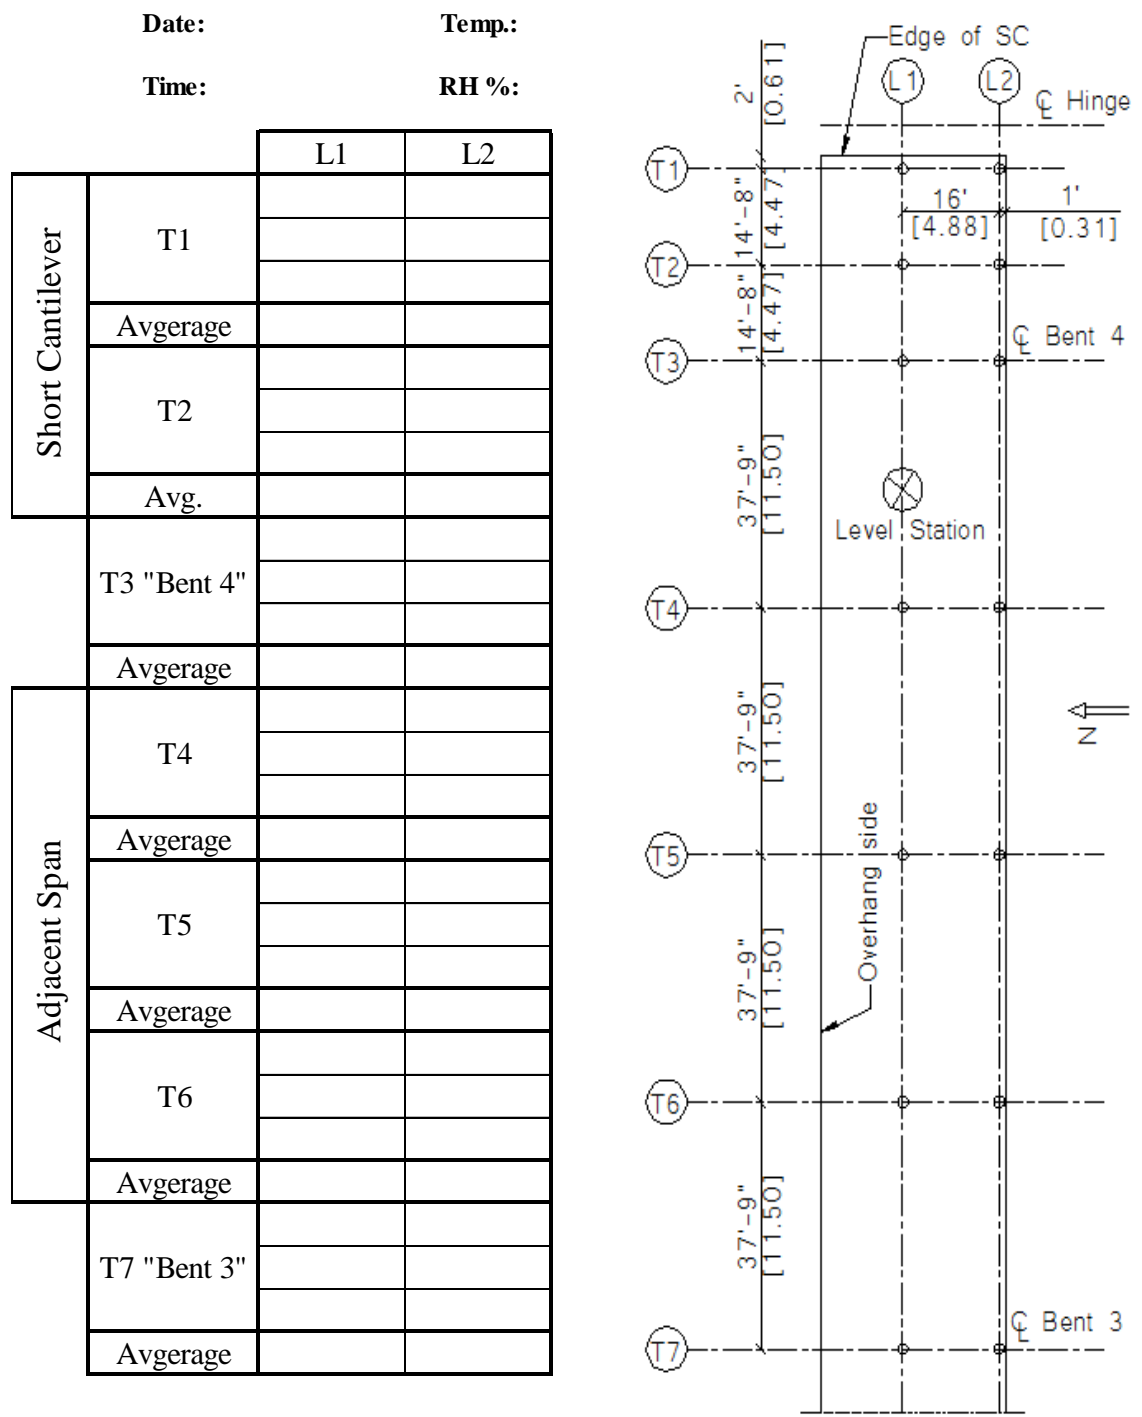 Date: Temp.:
Time: RH %:
L1 L2
Short Cantilever
T1
Avgerage
T2
Avg.
T3 "Bent 4"
Avgerage
Adjacent Span
T4
Avgerage
T5
Avgerage
T6
Avgerage
T7 "Bent 3"
Avgerage
Edge of SC
L1 L2
℄ Hinge
2'
[0.61]
T1
14'-8"
[4.47]
16'
[4.88]
1'
[0.31]
T2
14'-8"
[4.47]
℄ Bent 4
T3
37'-9"
[11.50]
Level Station
T4
37'-9"
[11.50]
N
Overhang side
T5
37'-9"
[11.50]
T6
37'-9"
[11.50]
℄ Bent 3
T7